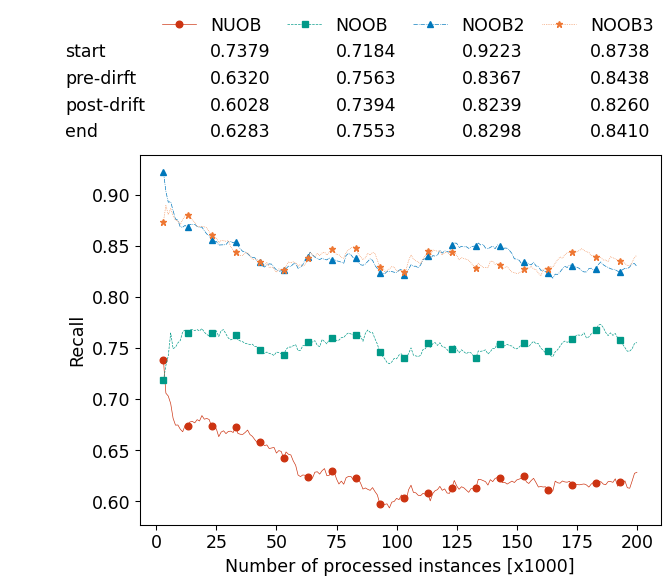 NUOB NOOB NOOB2 NOOB3
start 0.7379 0.7184 0.9223 0.8738
pre-dirft 0.6320 0.7563 0.8367 0.8438
post-drift 0.6028 0.7394 0.8239 0.8260
end 0.6283 0.7553 0.8298 0.8410
0.90
0.85
0.80
0.75
0.70
0.65
0.60
Recall
0 25 50 75 100 125 150 175 200
Number of processed instances [x1000]